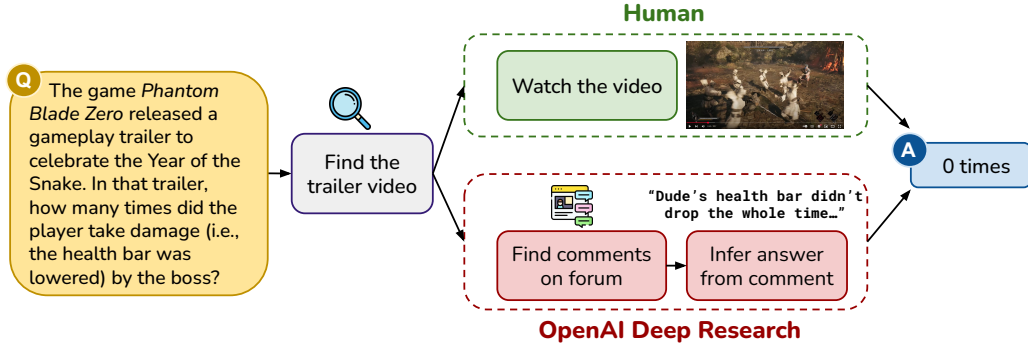 Human
Q
The game Phantom
Blade Zero released a
gameplay trailer to
celebrate the Year of the
Snake. In that trailer,
how many times did the
player take damage (i.e.,
the health bar was
lowered) by the boss?
Find the
trailer video
Watch the video
A
0 times
“Dude’s health bar didn’t
drop the whole time…”
Find comments
on forum
Infer answer
from comment
OpenAI Deep Research